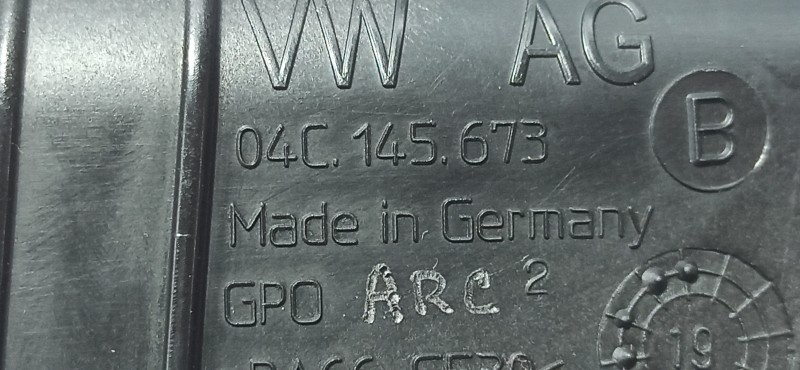 VW AG
04C.145.673 B
Made in Germany
GPO ARC 2
19